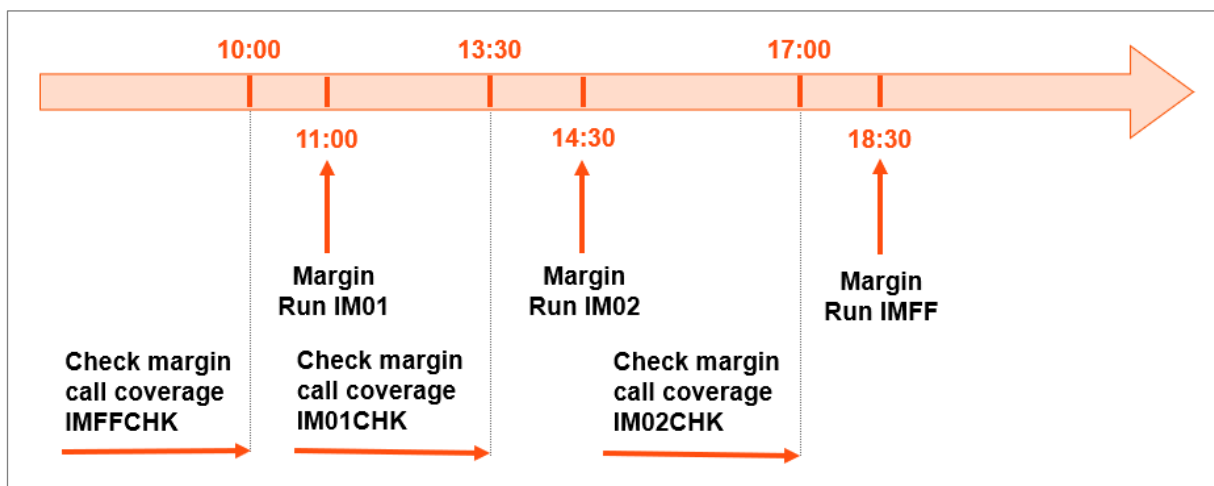 10:00
13:30
17:00
11:00
14:30
18:30
Margin
Run IM01
Margin
Run IM02
Margin
Run IMFF
Check margin
call coverage
IMFFCHK
Check margin
call coverage
IM01CHK
Check margin
call coverage
IM02CHK